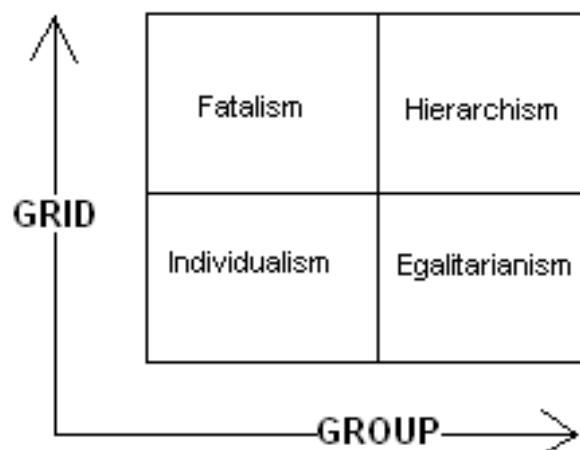 Fatalism
Hierarchism
GRID
Individualism
Egalitarianism
GROUP